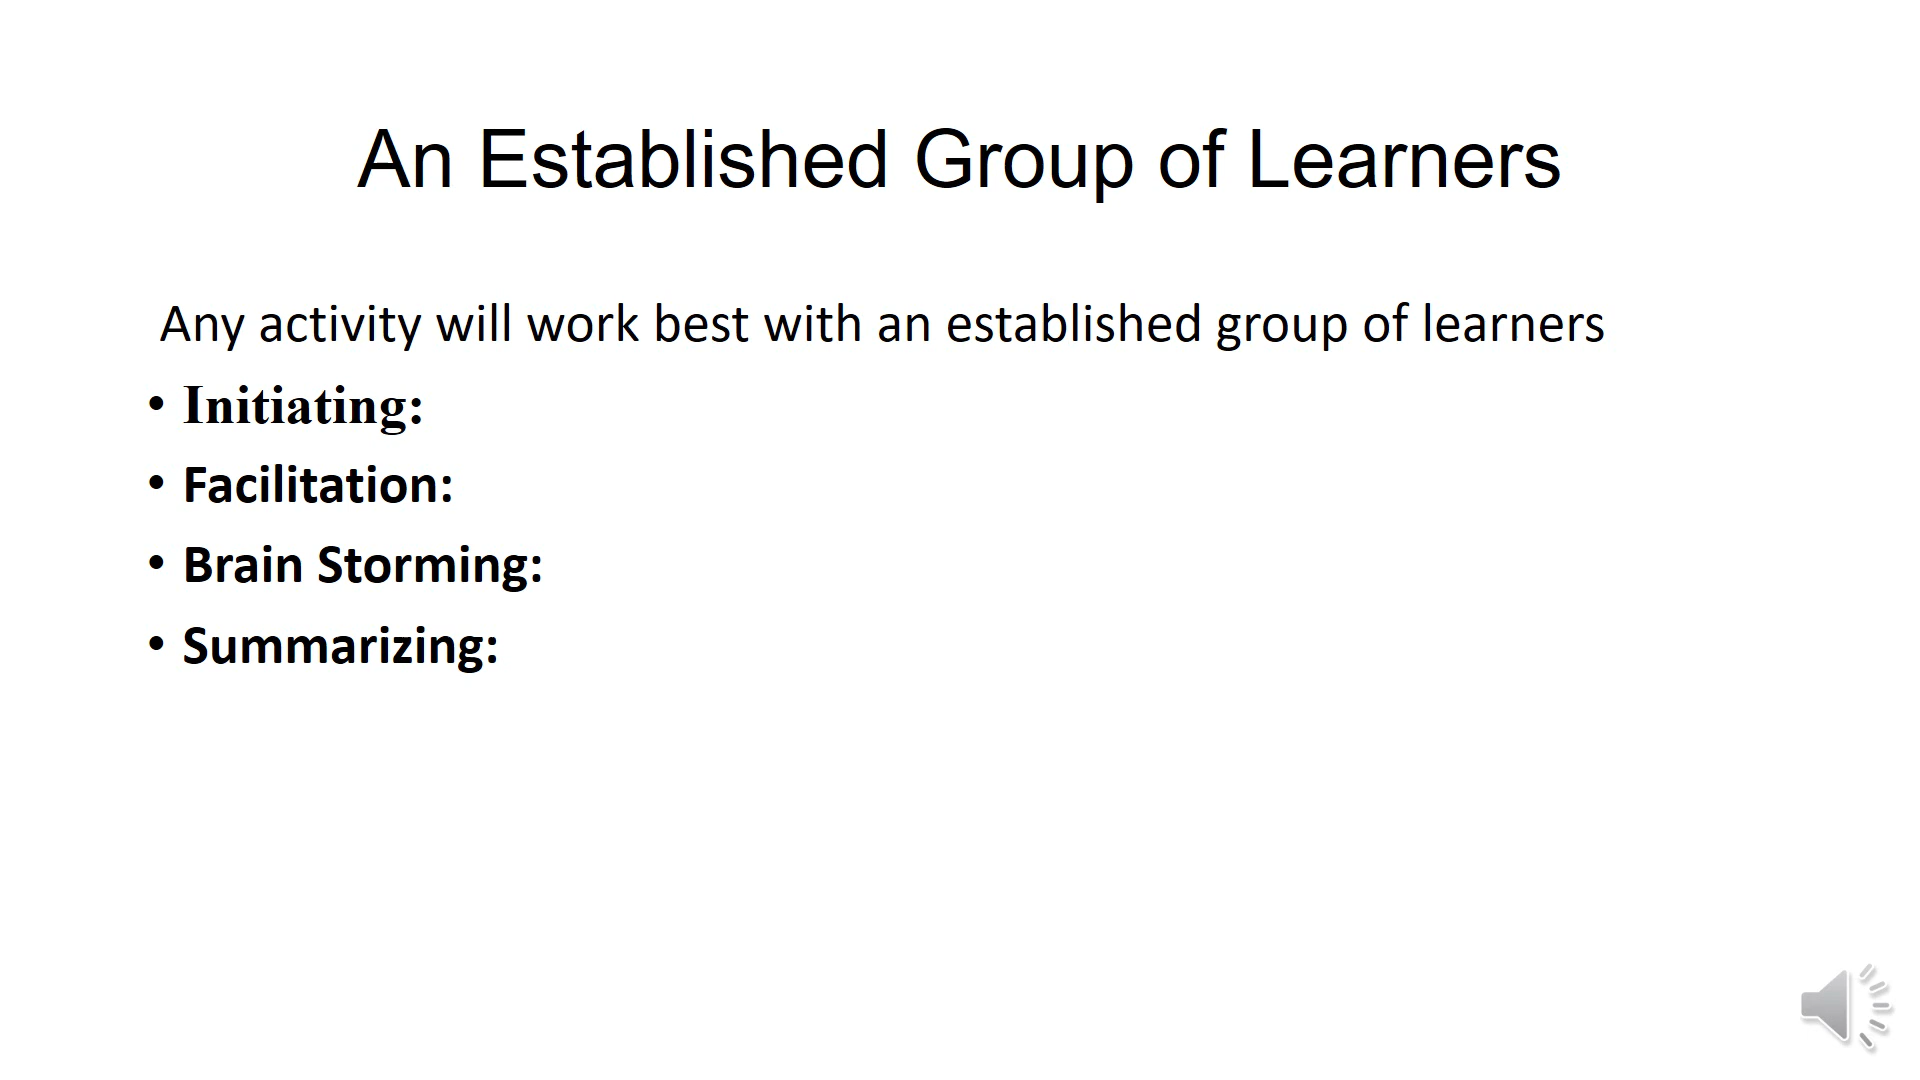 An Established Group of Learners
Any activity will work best with an established group of learners
• Initiating:
• Facilitation:
• Brain Storming:
• Summarizing: